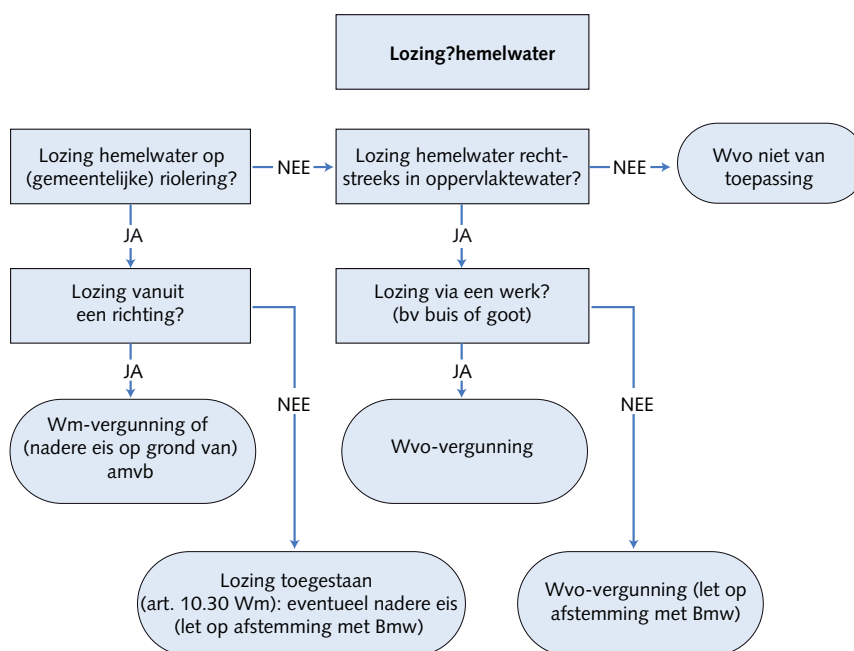 Lozing?hemelwater
Lozing hemelwater op
(gemeentelijke) riolering?
NEE
Lozing hemelwater recht-
streeks in oppervlaktewater?
NEE
Wvo niet van
toepassing
JA
JA
Lozing vanuit
een richting?
Lozing via een werk?
(bv buis of goot)
JA
JA
NEE
NEE
Wm-vergunning of
(nadere eis op grond van)
amvb
Wvo-vergunning
Lozing toegestaan
(art. 10.30 Wm): eventueel nadere eis
(let op afstemming met Bmw)
Wvo-vergunning (let op
afstemming met Bmw)